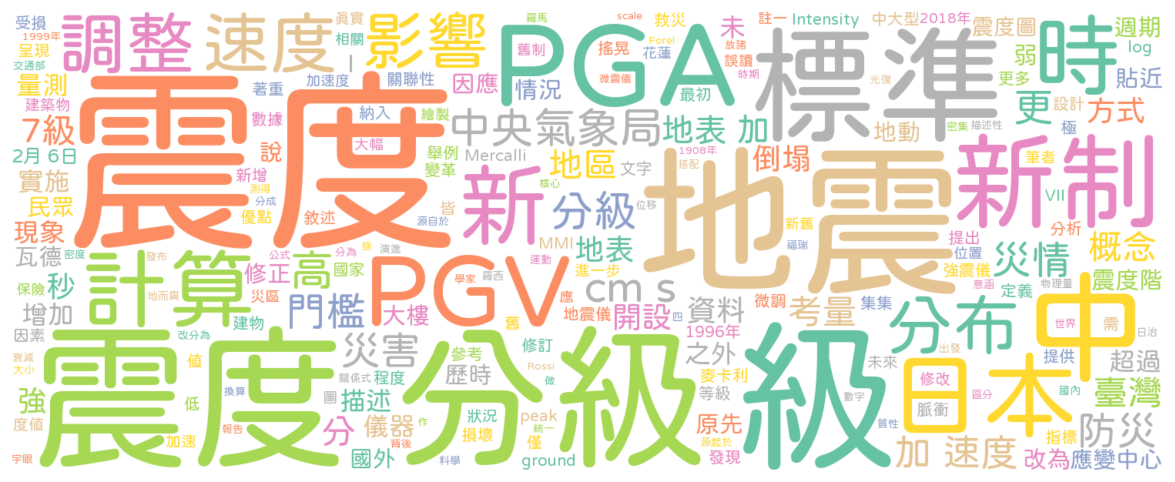 受損
1999年
呈現
交通部
調整
眞實
相關
速度
I
影響
羅馬
舊制
PGA
scale
Forel
微震儀
救災
花蓮
搖晃
放諸
誤讀
時期
未
註一
Intensity
中大型
2018年
標準
光復
震度圖
弱
更多
時
週期
log
貼近
量測
建築物
7級
2月 6日
著重
加速度
數據
關聯性
納入
大幅
因應
繪製
情況
最初
中央氣象局
地表
加
地動
密集
描述性
更
設計
極
方式
震度
說
新增
測得
分成
優點
敘述
源自於
實施
民眾
現象
舉例
變革
Mercalli
新
核心
皆
地區
文字
分級
位移
1908年
搭配
倒塌
地震
新制
筆者
VII
分析
概念
瓦德
密度
發布
公式
分為
捨
演進
MMI
運動
地表
進一步
新舊
福瑞
提出
位置
強震儀
意涵
災情
定義
物理量
震度階
保險
秒
計算
地而異
修正
災區
高
國家
PGV
學家
羅西
應
地震儀
cm s
四
開設
資料
微調
考量
集集
增加
因素
改分為
建物
門檻
大樓
舊
修訂
1996年
之外
分布
中
世界
需
日治
超過
衰減
大小
震度分級
值
低
換算
災害
關係式
程度
參考
歷時
Rossi
做
麥卡利
等級
級
未來
數字
修改
脈衝
出發
日本
提供
區分
國內
臺灣
強
度值
加速
報告
分
圖
描述
儀器
作
背後
狀況
損壞
peak
統一
僅
原先
源起於
發現
質性
指標
防災
字眼
國外
科學
ground
加 速度
改為
應變中心